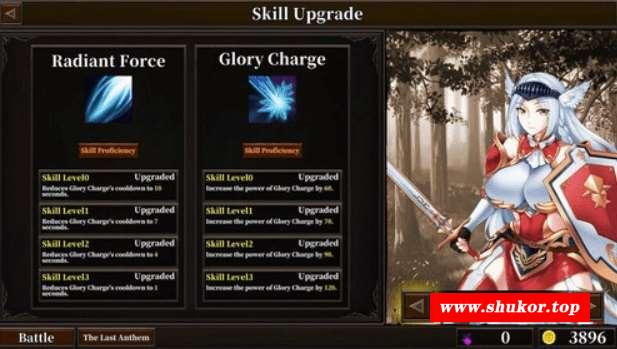 Skill Upgrade
Radiant Force
Skill Proficiency
Skill Level0 Upgraded
Reduces Glory Charge's cooldown to 10
seconds.
Skill Level1 Upgraded
Reduces Glory Charge's cooldown to 7
seconds.
Skill Level2 Upgraded
Reduces Glory Charge's cooldown to 4
seconds.
Skill Level3 Upgraded
Reduces Glory Charge's cooldown to 1
seconds.
Glory Charge
Skill Proficiency
Skill Level0 Upgraded
Increase the power of Glory Charge by 60.
Skill Level1 Upgraded
Increase the power of Glory Charge by 70.
Skill Level2 Upgraded
Increase the power of Glory Charge by 90.
Skill Level3 Upgraded
Increase the power of Glory Charge by 120.
www.shukor.top
Battle
The Last Anthem
0
3896